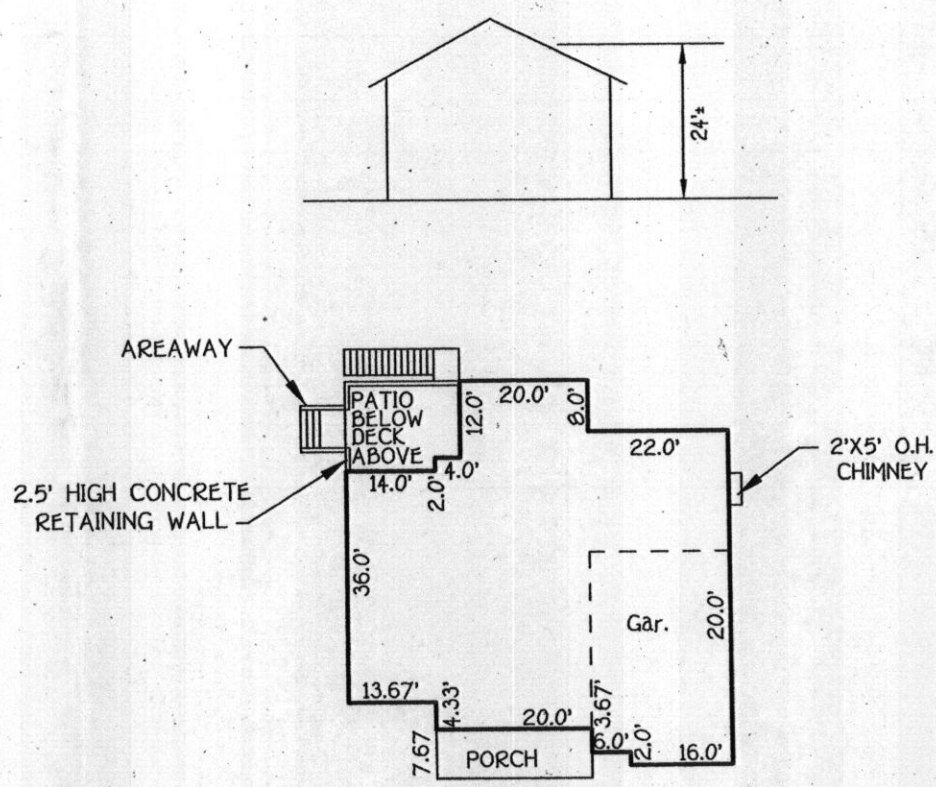 24'±
AREAWAY
PATIO
BELOW
DECK
ABOVE
20.0'
12.0'
8.0'
22.0'
2'X5' O.H.
CHIMNEY
4.0'
14.0'
2.0'
2.5' HIGH CONCRETE
RETAINING WALL
36.0'
20.0'
Gar.
13.67'
4.33'
20.0'
3.67'
7.67
PORCH
6.0'
2.0'
16.0'